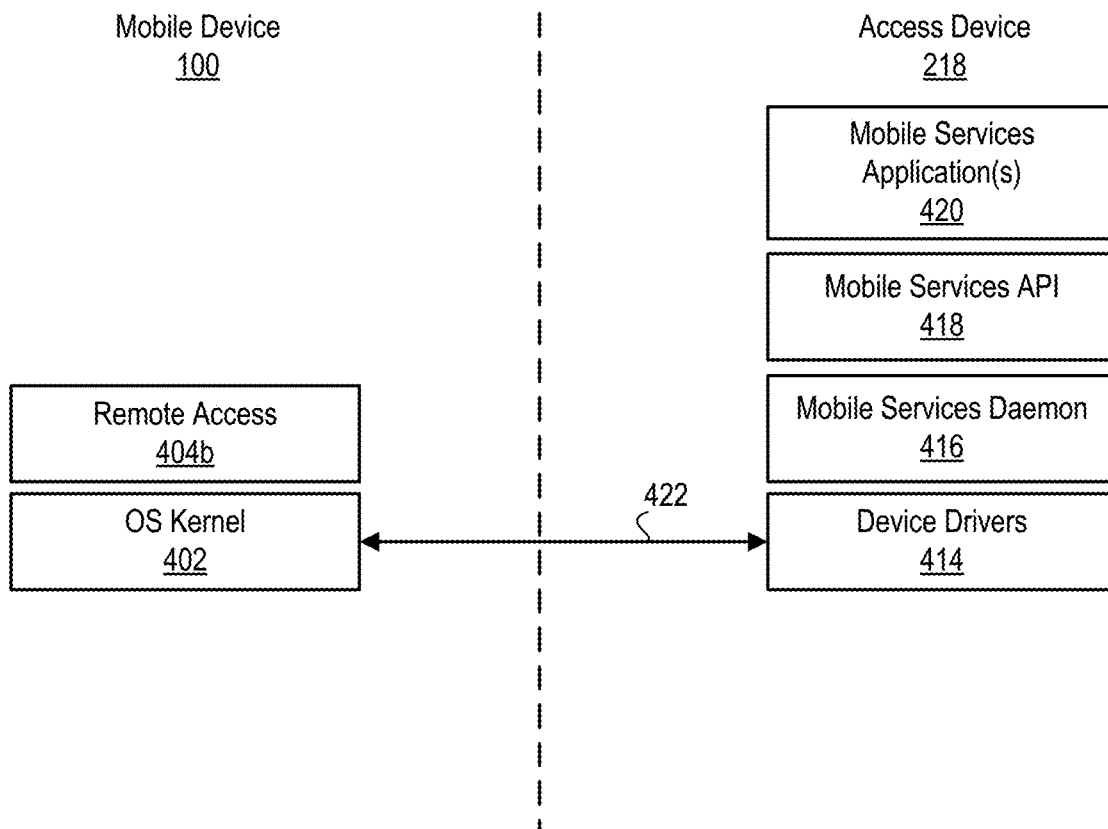 Mobile Device
100
Access Device
218
Mobile Services
Application(s)
420
Mobile Services API
418
Remote Access
404b
Mobile Services Daemon
416
OS Kernel
402
422
Device Drivers
414